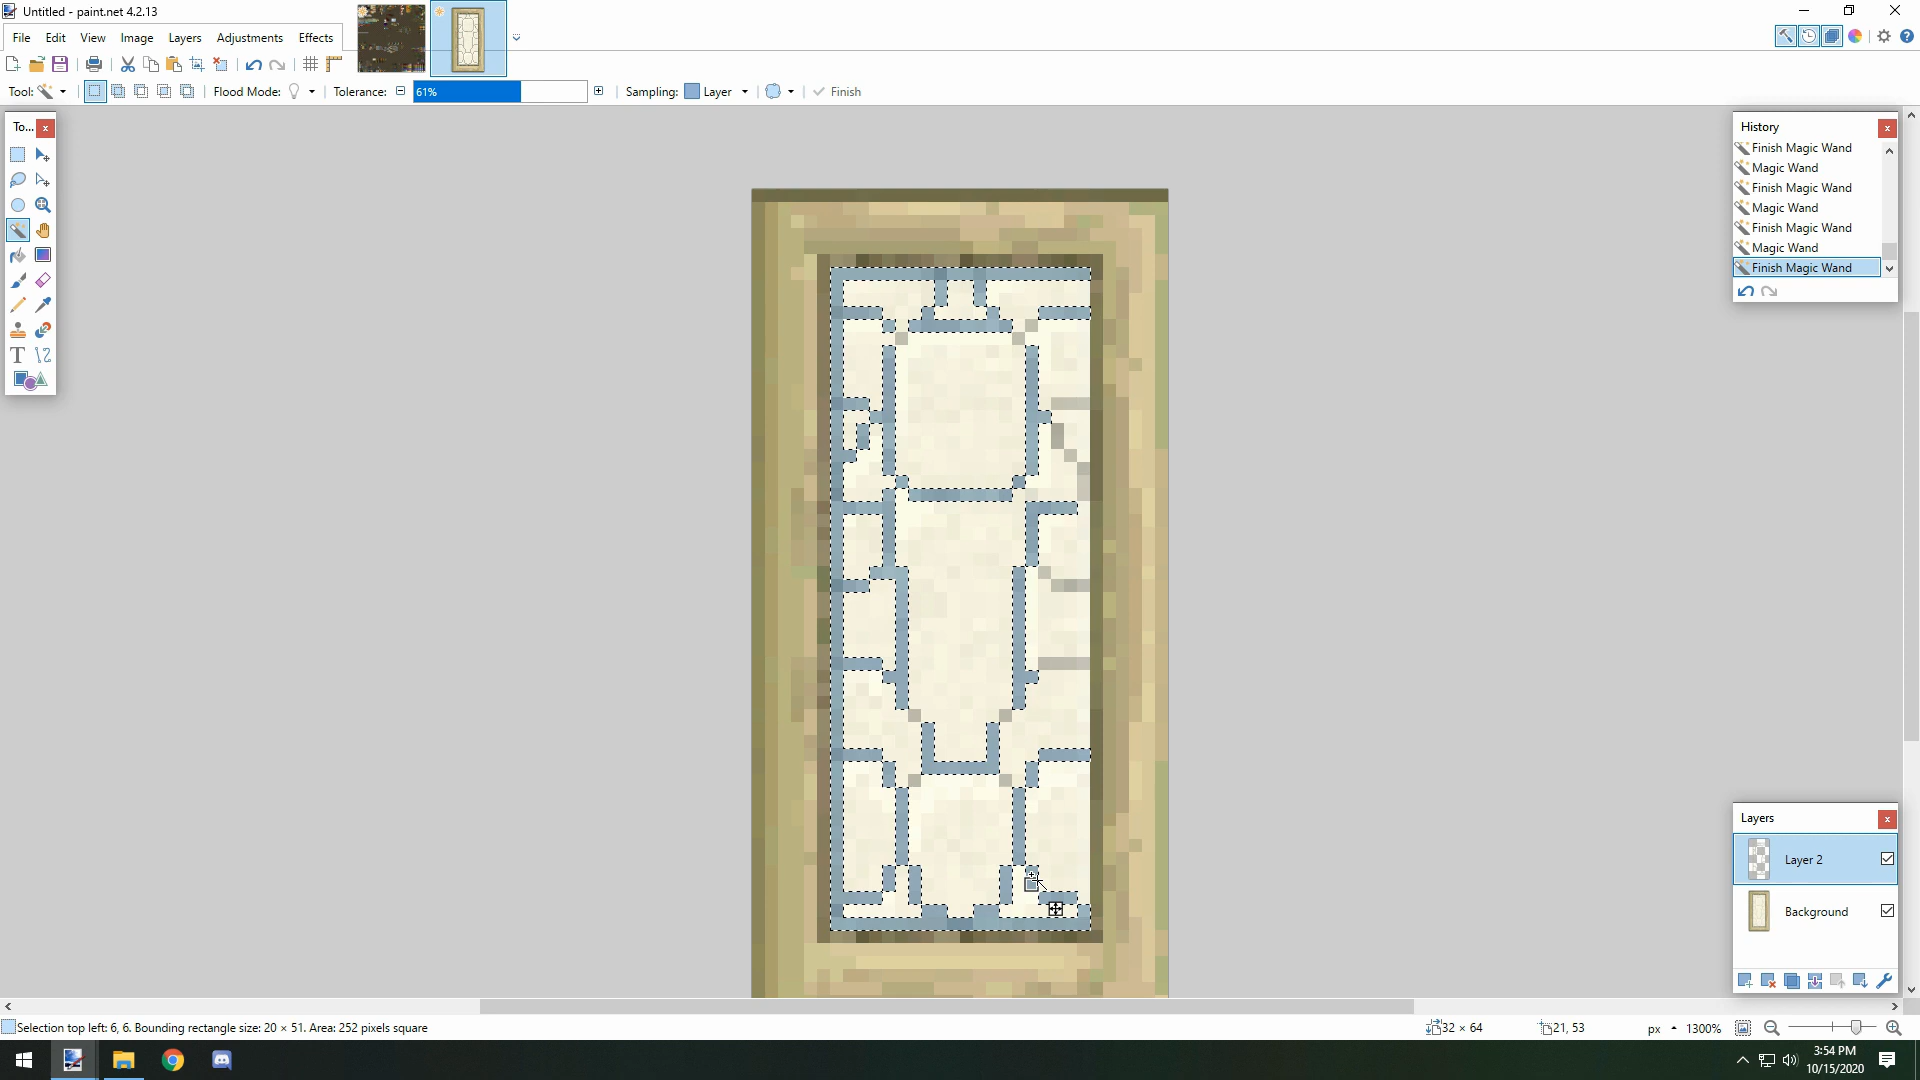 Untitled - paint.net 4.2.13
File Edit View Image Layers Adjustments Effects
Tool: Flood Mode: Tolerance: 61% Sampling: Layer Finish
To...
History
Finish Magic Wand
Magic Wand
Finish Magic Wand
Magic Wand
Finish Magic Wand
Magic Wand
Finish Magic Wand
Layers
Layer 2
Background
Selection top left: 6, 6. Bounding rectangle size: 20 × 51. Area: 252 pixels square 32 × 64 21, 53 px 1300%
3:54 PM
10/15/2020